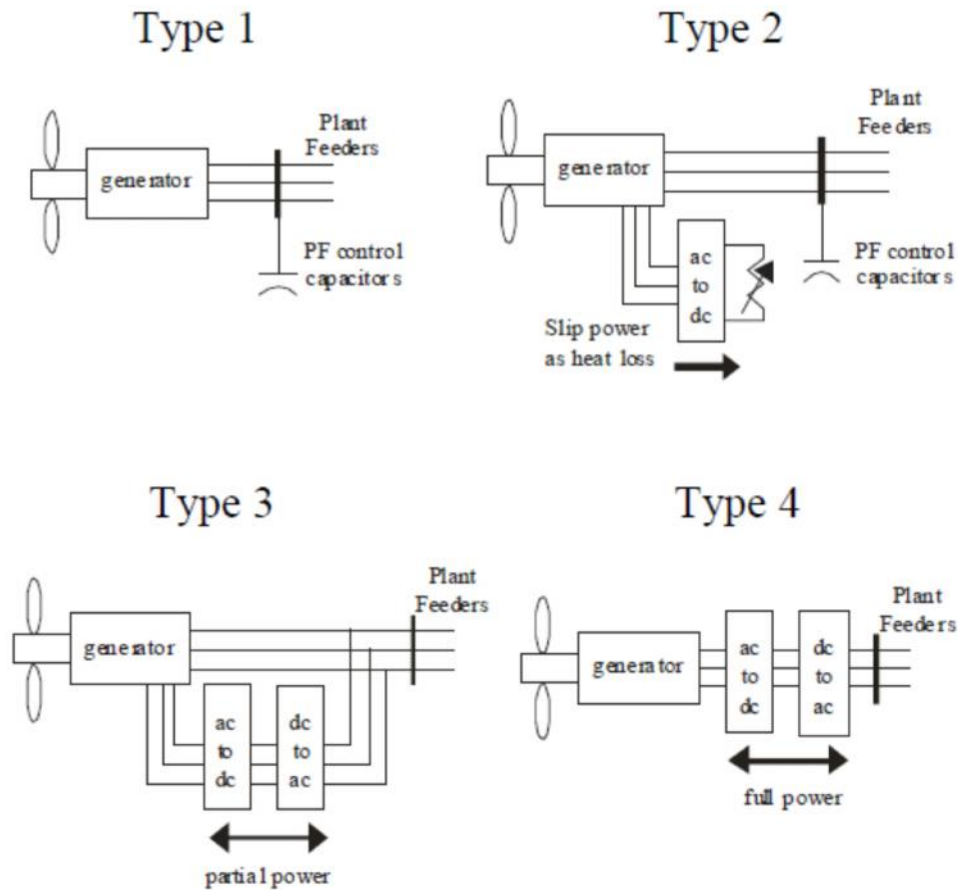 Type 1
Plant
Feeders
generator
PF control
capacitors
Type 2
Plant
Feeders
generator
ac
to
dc
PF control
capacitors
Slip power
as heat loss
Type 3
Plant
Feeders
generator
ac
to
dc
dc
to
ac
partial power
Type 4
Plant
Feeders
generator
ac
to
dc
dc
to
ac
full power